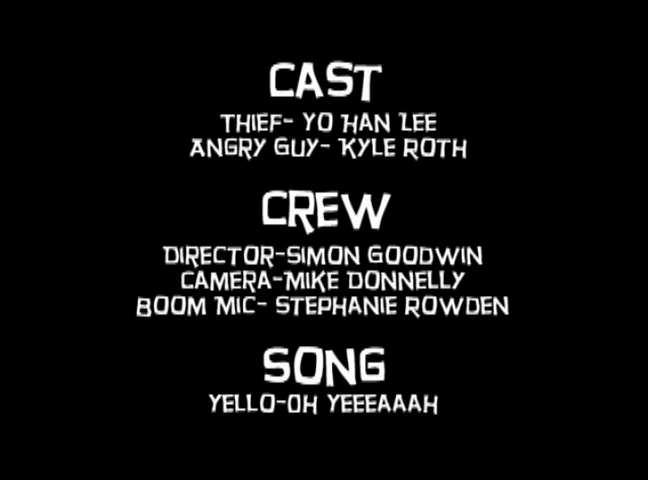 CAST
THIEF- YO HAN LEE
ANGRY GUY- KYLE ROTH
CREW
DIRECTOR-SIMON GOODWIN
CAMERA-MIKE DONNELLY
BOOM MIC- STEPHANIE ROWDEN
SONG
YELLO-OH YEEEAAAH